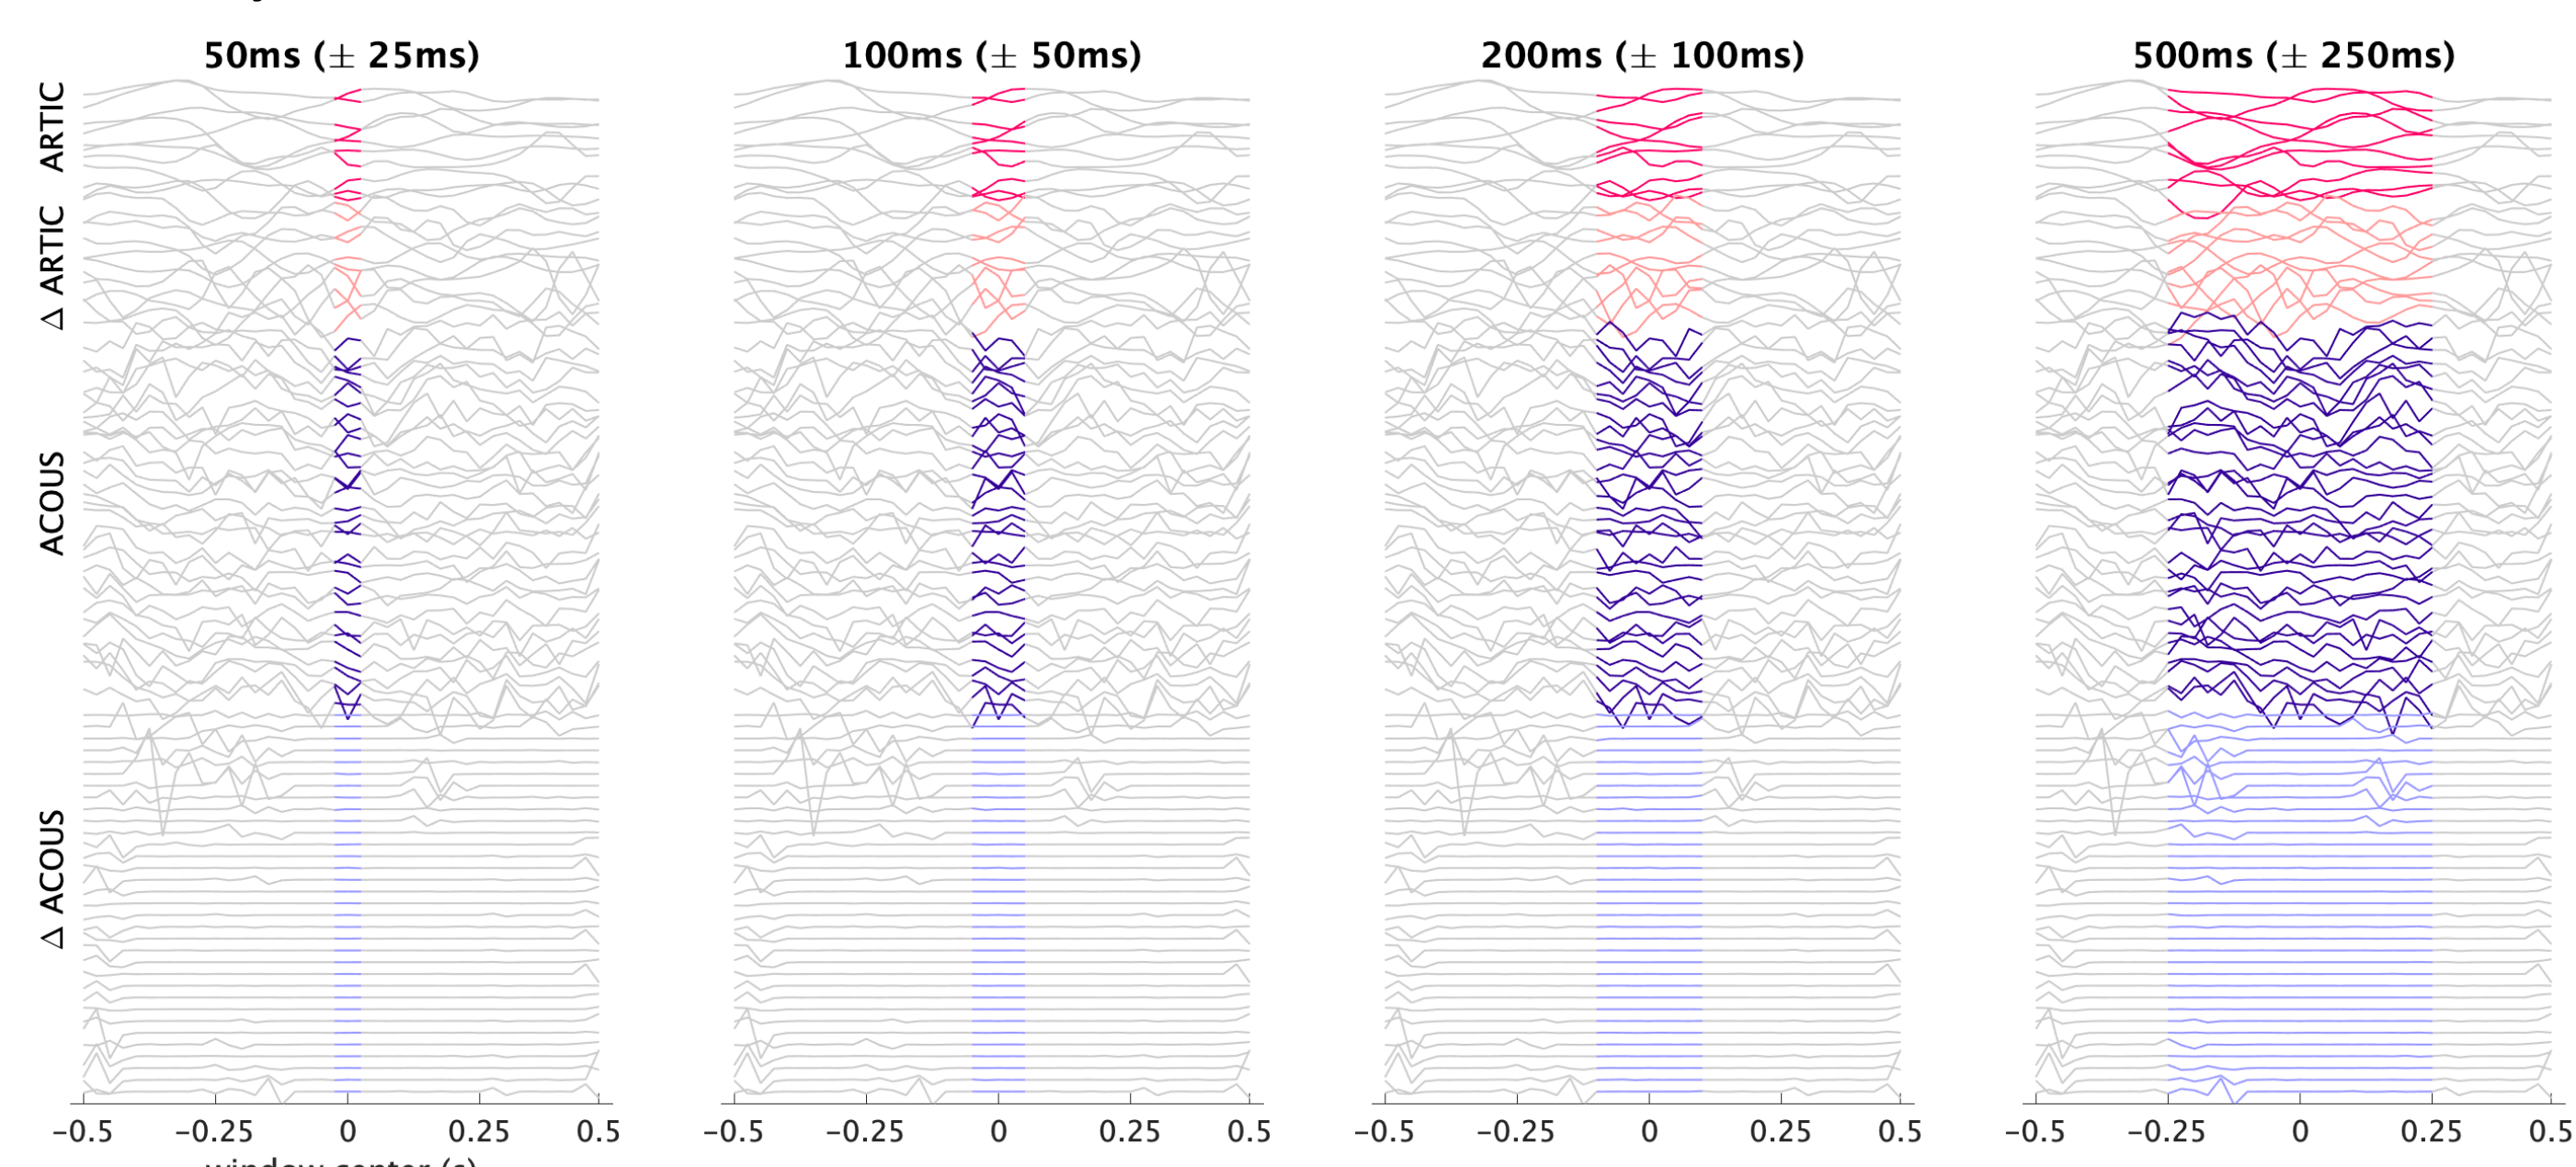 50ms (± 25ms)
100ms (± 50ms)
200ms (± 100ms)
500ms (± 250ms)
ARTIC
Δ ARTIC
ACOUS
Δ ACOUS
−0.5 −0.25 0 0.25 0.5
−0.5 −0.25 0 0.25 0.5
−0.5 −0.25 0 0.25 0.5
−0.5 −0.25 0 0.25 0.5
window center (s)